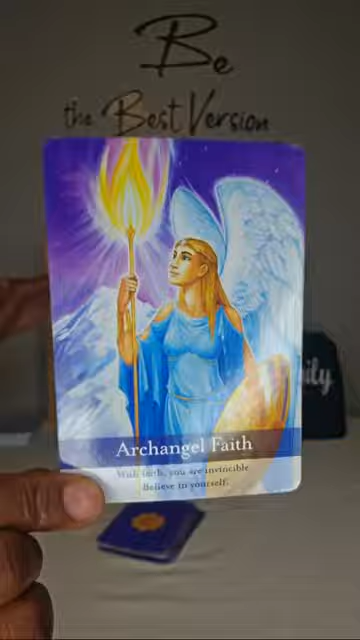 Be
the Best Version
Archangel Faith
With faith, you are invincible
Believe in yourself.